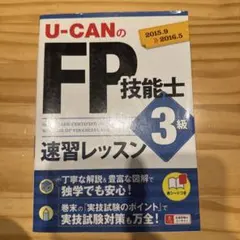 U-CANの
2015.9
2016.5
FP技能士
3級
速習レッスン
丁寧な解説も豊富な図解で
独学でも安心!
巻末の「実技試験のポイント」で
実技試験対策も万全!